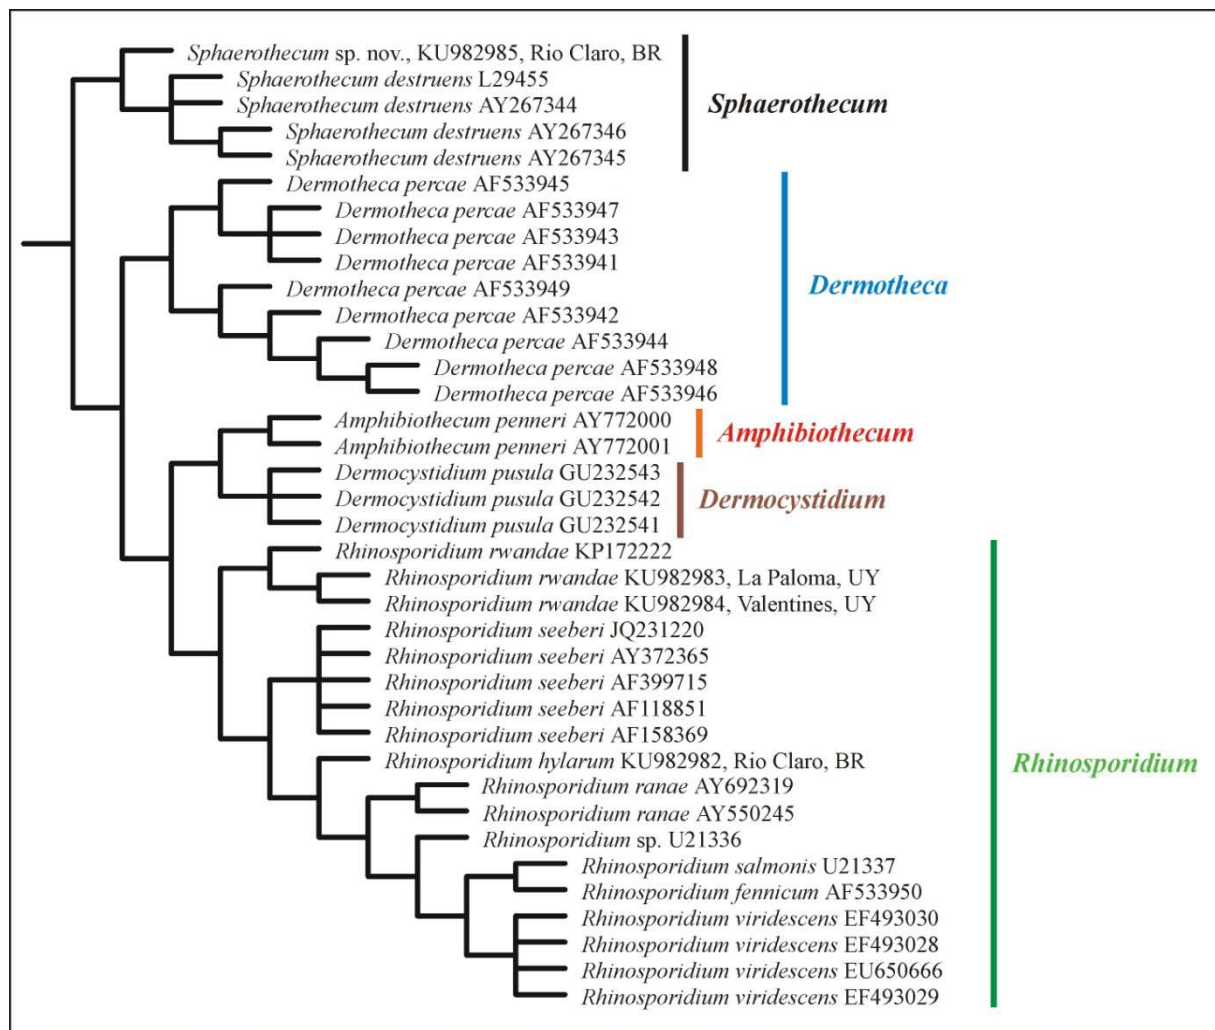 Sphaerothecum sp. nov., KU982985, Rio Claro, BR
Sphaerothecum destruens L29455
Sphaerothecum destruens AY267344
Sphaerothecum destruens AY267346
Sphaerothecum destruens AY267345
Sphaerothecum
Dermotheca percae AF533945
Dermotheca percae AF533947
Dermotheca percae AF533943
Dermotheca percae AF533941
Dermotheca percae AF533949
Dermotheca percae AF533942
Dermotheca percae AF533944
Dermotheca percae AF533948
Dermotheca percae AF533946
Dermotheca
Amphibiothecum penneri AY772000
Amphibiothecum penneri AY772001
Amphibiothecum
Dermocystidium pusula GU232543
Dermocystidium pusula GU232542
Dermocystidium pusula GU232541
Dermocystidium
Rhinosporidium rwandae KP172222
Rhinosporidium rwandae KU982983, La Paloma, UY
Rhinosporidium rwandae KU982984, Valentines, UY
Rhinosporidium seeberi JQ231220
Rhinosporidium seeberi AY372365
Rhinosporidium seeberi AF399715
Rhinosporidium seeberi AF118851
Rhinosporidium seeberi AF158369
Rhinosporidium hylarum KU982982, Rio Claro, BR
Rhinosporidium ranae AY692319
Rhinosporidium ranae AY550245
Rhinosporidium sp. U21336
Rhinosporidium salmonis U21337
Rhinosporidium fennicum AF533950
Rhinosporidium viridescens EF493030
Rhinosporidium viridescens EF493028
Rhinosporidium viridescens EU650666
Rhinosporidium viridescens EF493029
Rhinosporidium